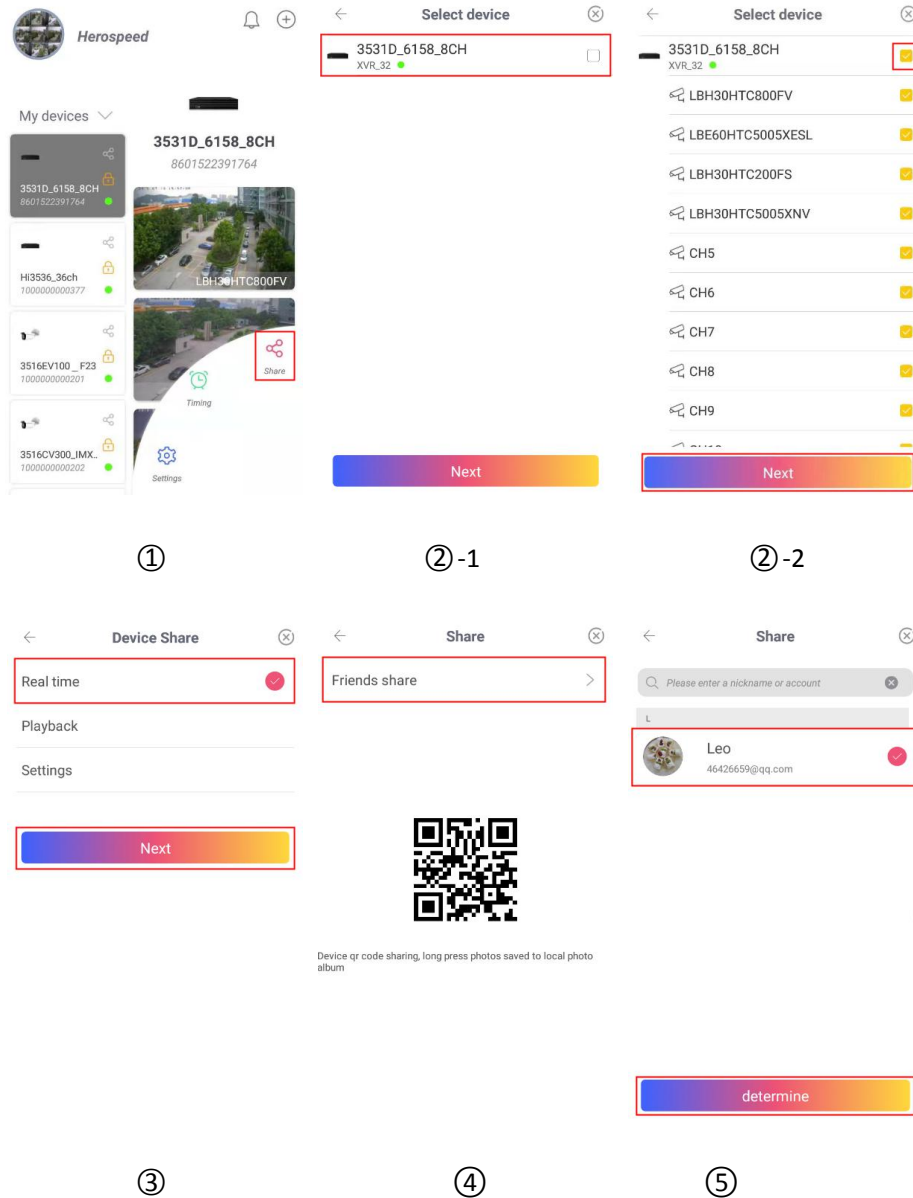 Herospeed
My devices
3531D_6158_8CH
8601522391764
Hi3536_36ch
1000000000377
3516EV100 _ F23
1000000000201
3516CV300_IMX..
1000000000202
3531D_6158_8CH
8601522391764
LBH30HTC800FV
Share
Timing
Settings
①
Select device
3531D_6158_8CH
XVR_32
Next
②-1
Select device
3531D_6158_8CH
XVR_32
LBH30HTC800FV
LBE60HTC5005XESL
LBH30HTC200FS
LBH30HTC5005XNV
CH5
CH6
CH7
CH8
CH9
Next
②-2
Device Share
Real time
Playback
Settings
Next
③
Share
Friends share
Device qr code sharing, long press photos saved to local photo
album
④
Share
Please enter a nickname or account
L
Leo
46426659@qq.com
determine
⑤